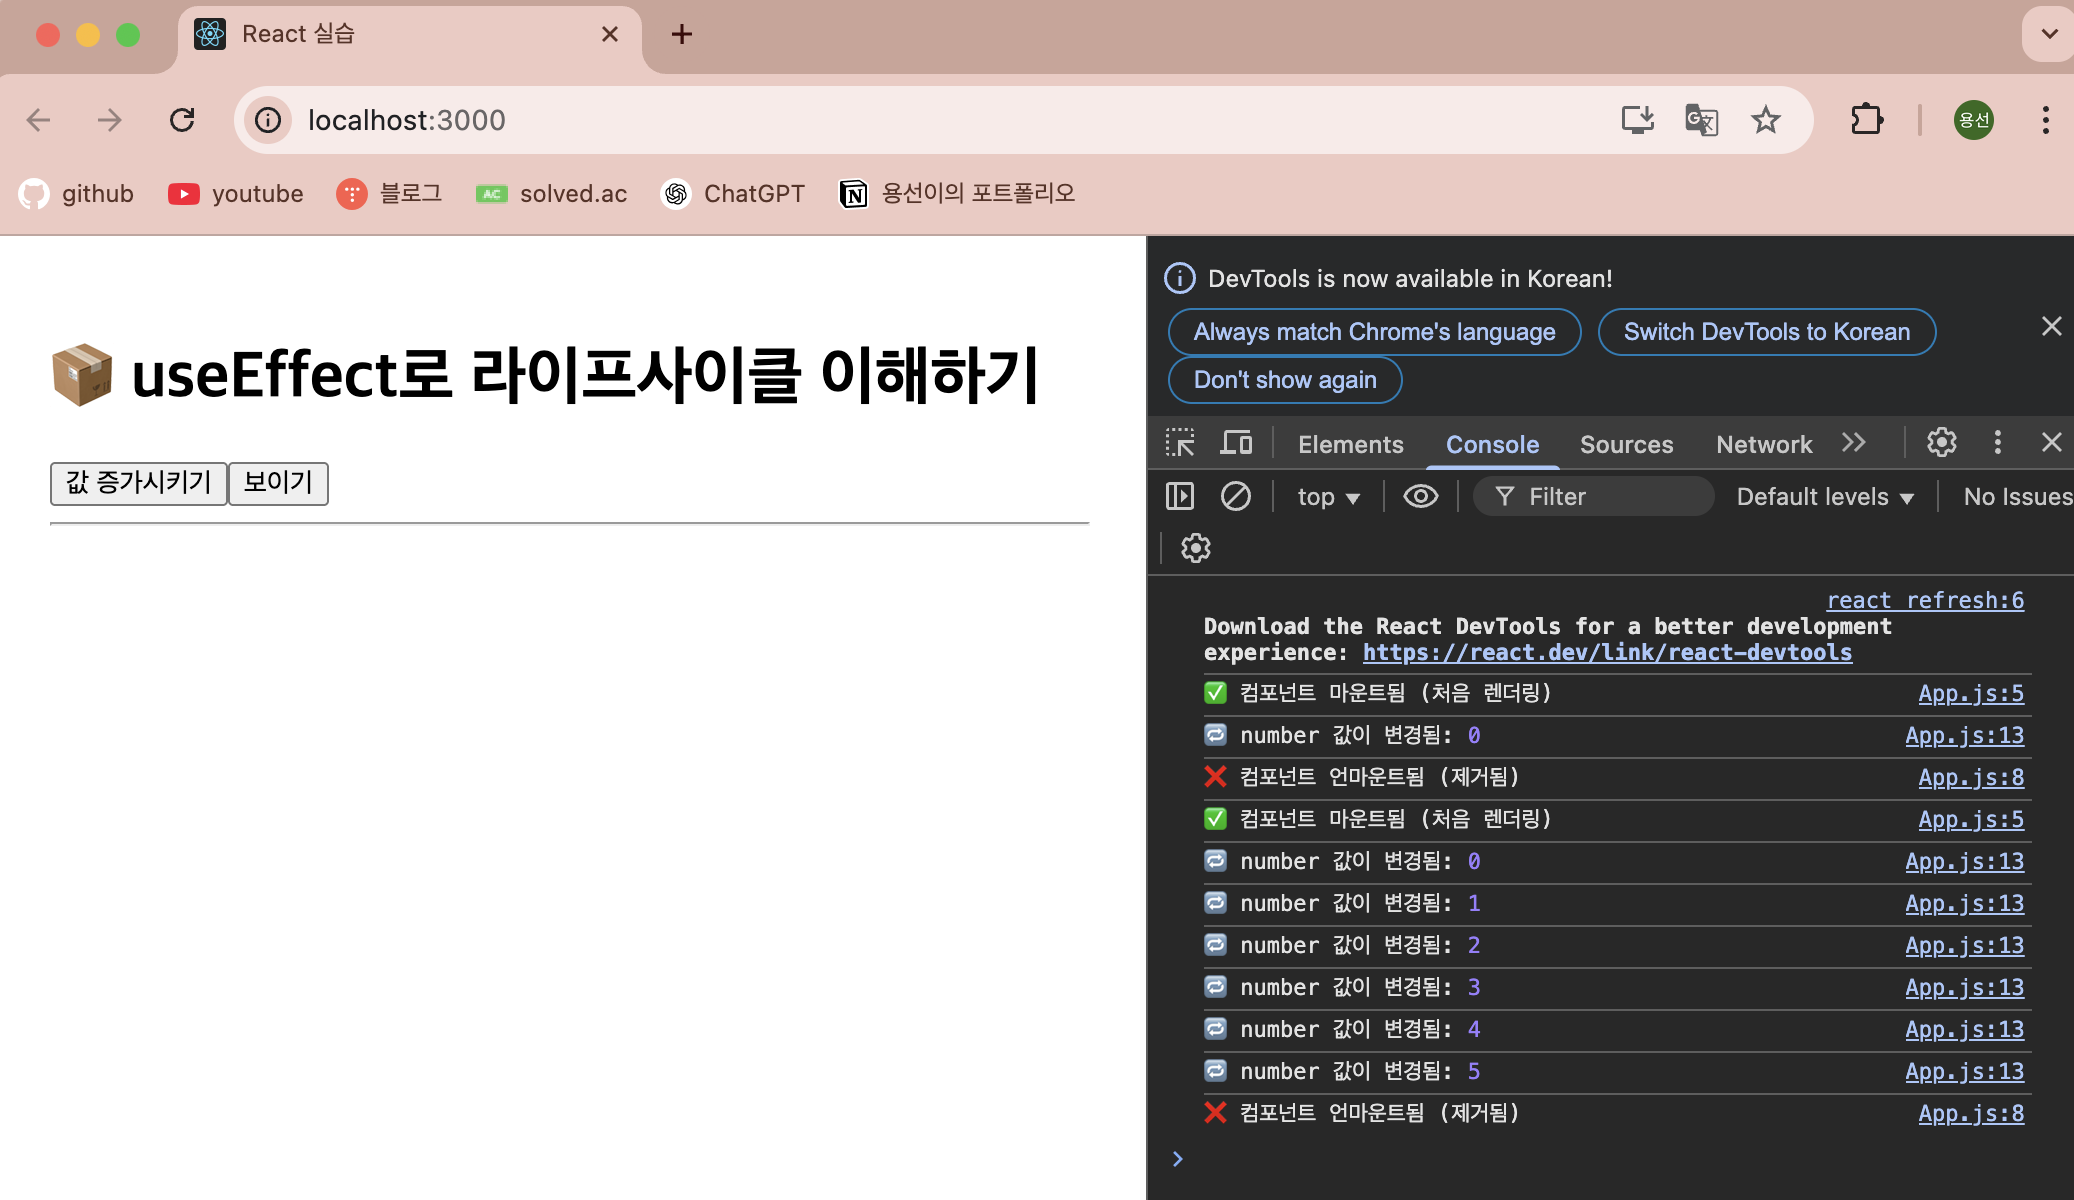 React 실습
localhost:3000
용선
github
youtube
블로그
AC
solved.ac
ChatGPT
용선이의 포트폴리오
📦 useEffect로 라이프사이클 이해하기
값 증가시키기
보이기
DevTools is now available in Korean!
Always match Chrome's language
Switch DevTools to Korean
Don't show again
Elements
Console
Sources
Network
top
Filter
Default levels
No Issues
react refresh:6
Download the React DevTools for a better development
experience: https://react.dev/link/react-devtools
✅ 컴포넌트 마운트됨 (처음 렌더링) App.js:5
🔁 number 값이 변경됨: 0 App.js:13
❌ 컴포넌트 언마운트됨 (제거됨) App.js:8
✅ 컴포넌트 마운트됨 (처음 렌더링) App.js:5
🔁 number 값이 변경됨: 0 App.js:13
🔁 number 값이 변경됨: 1 App.js:13
🔁 number 값이 변경됨: 2 App.js:13
🔁 number 값이 변경됨: 3 App.js:13
🔁 number 값이 변경됨: 4 App.js:13
🔁 number 값이 변경됨: 5 App.js:13
❌ 컴포넌트 언마운트됨 (제거됨) App.js:8